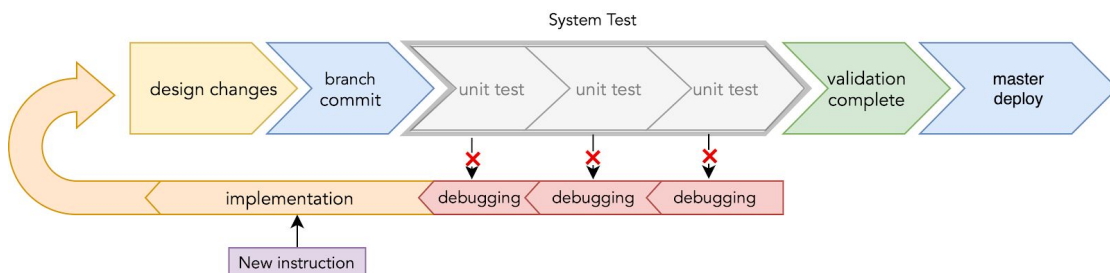 System Test
design changes
branch
commit
unit test
unit test
unit test
validation
complete
master
deploy
implementation
debugging
debugging
debugging
New instruction